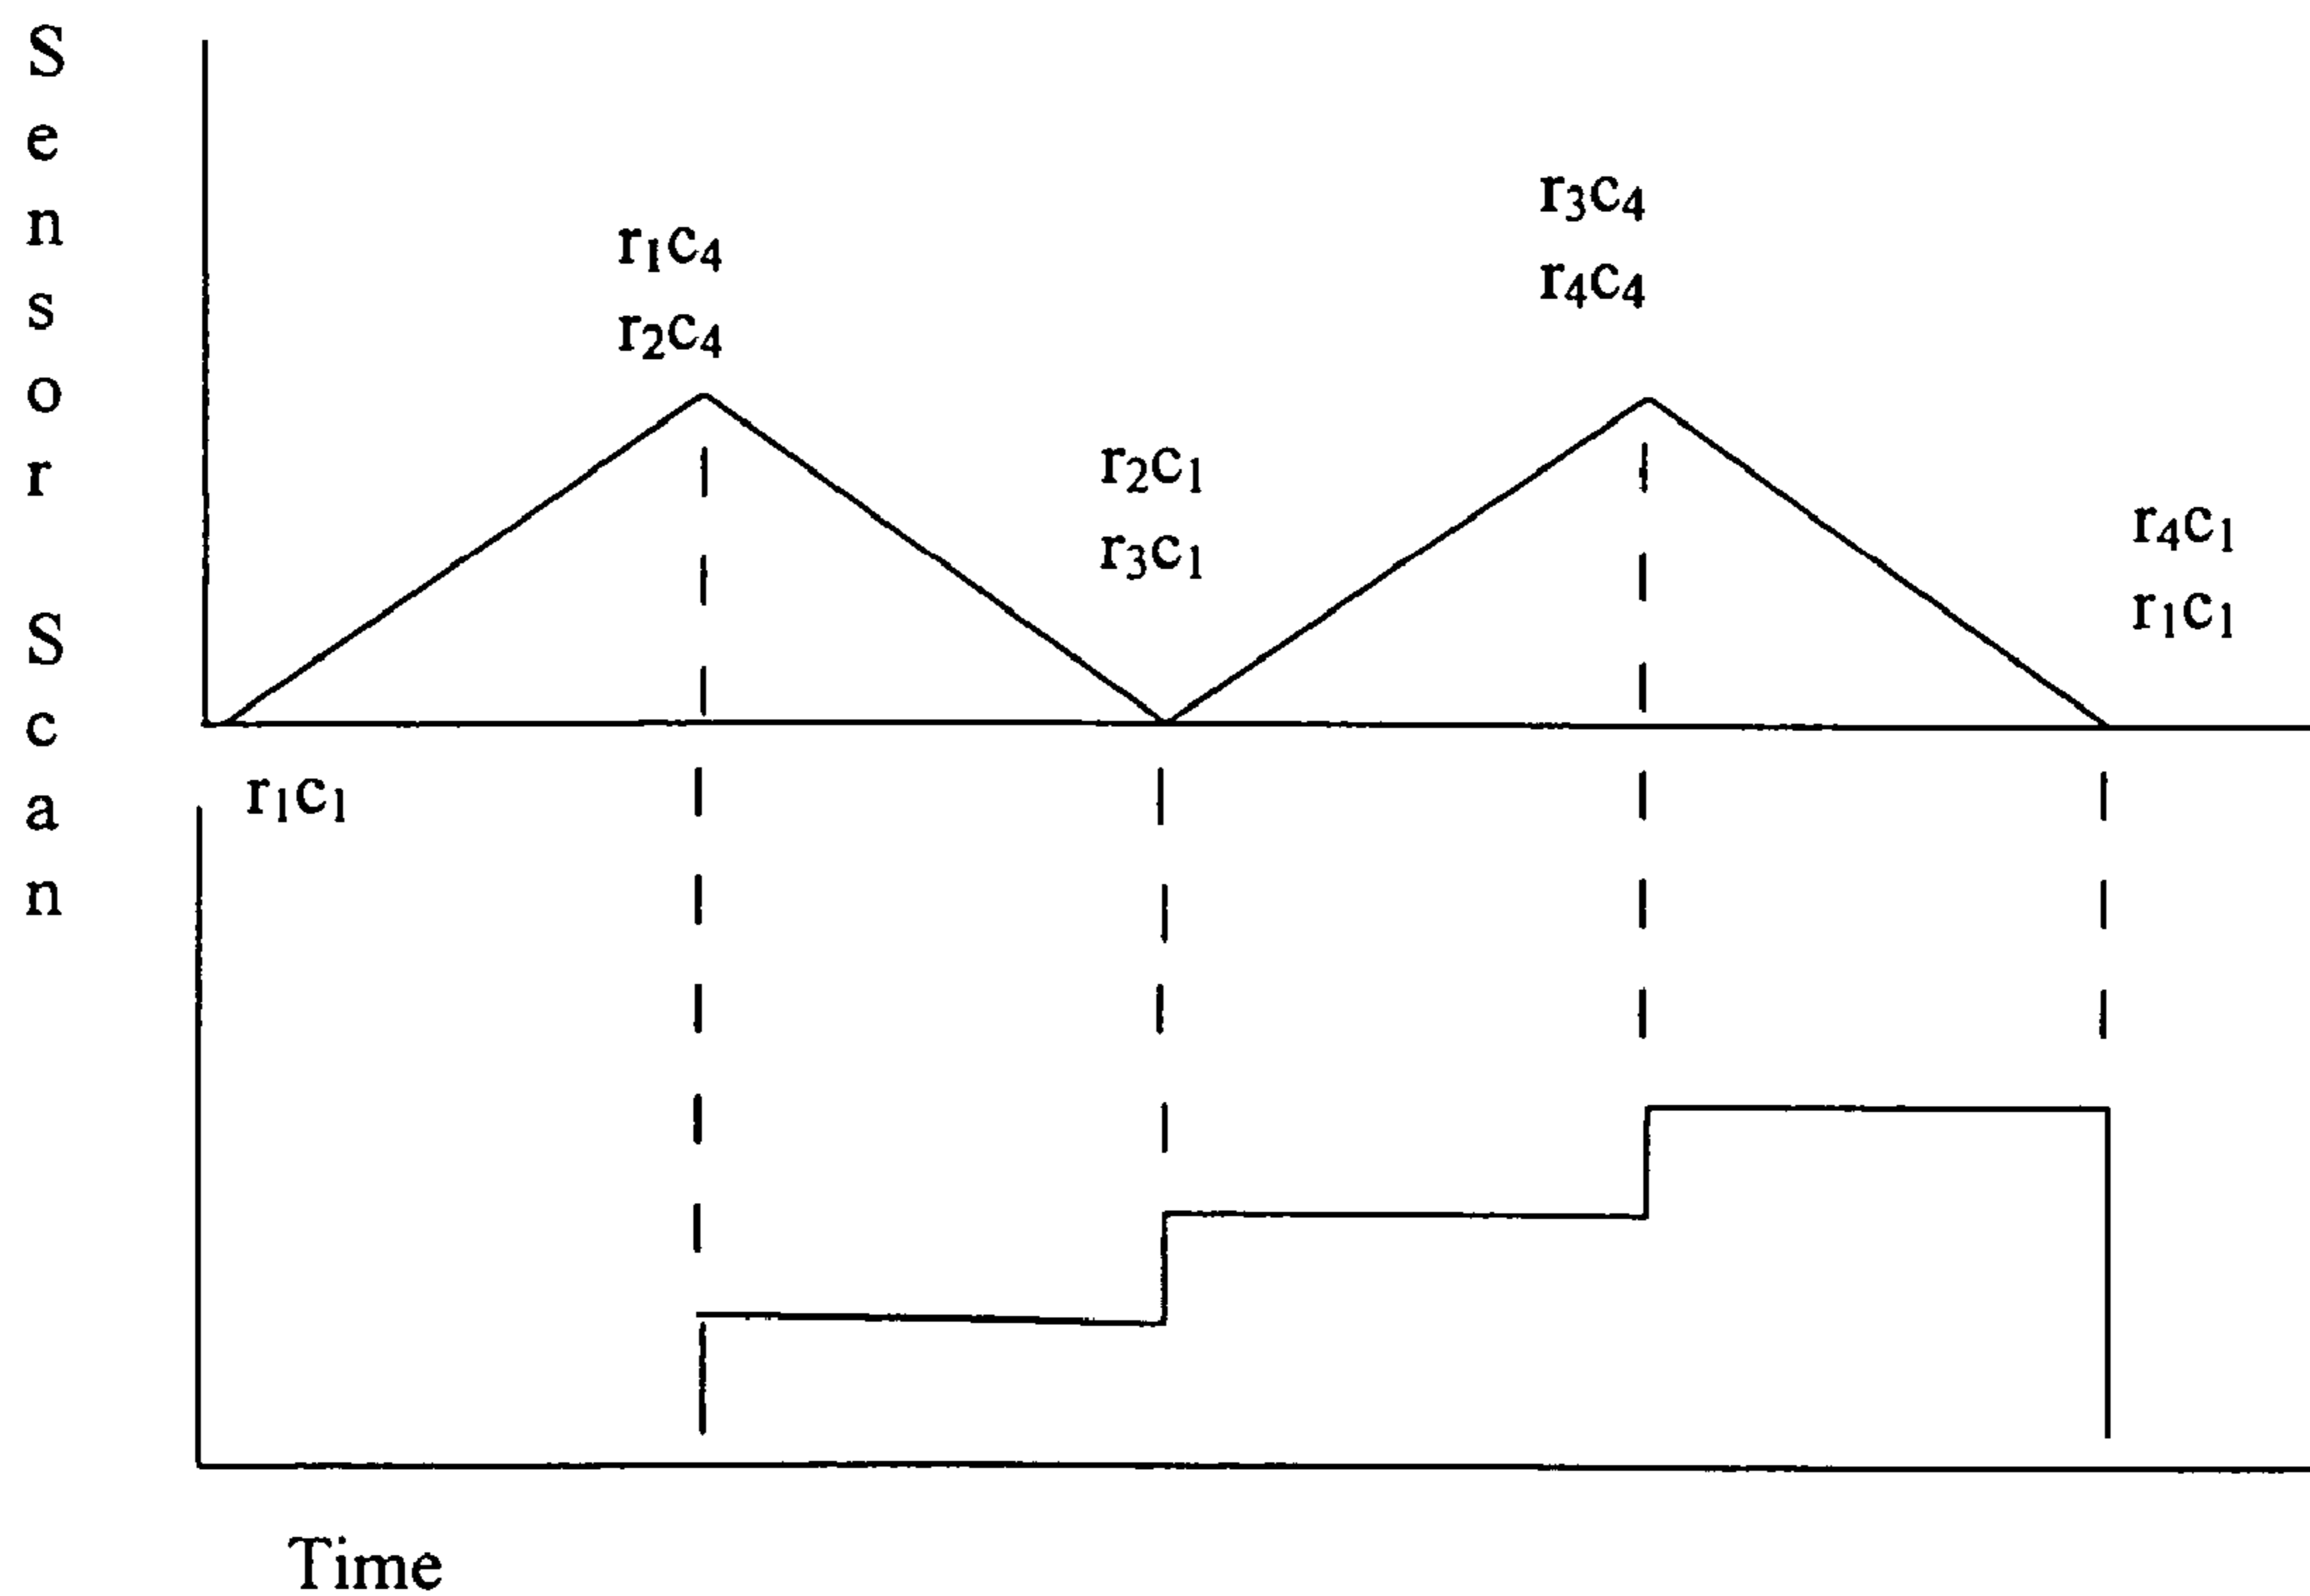 Sensor Scan
r₁c₄
r₂c₄
r₂c₁
r₃c₁
r₃c₄
r₄c₄
r₄c₁
r₁c₁
r₁c₁
Time